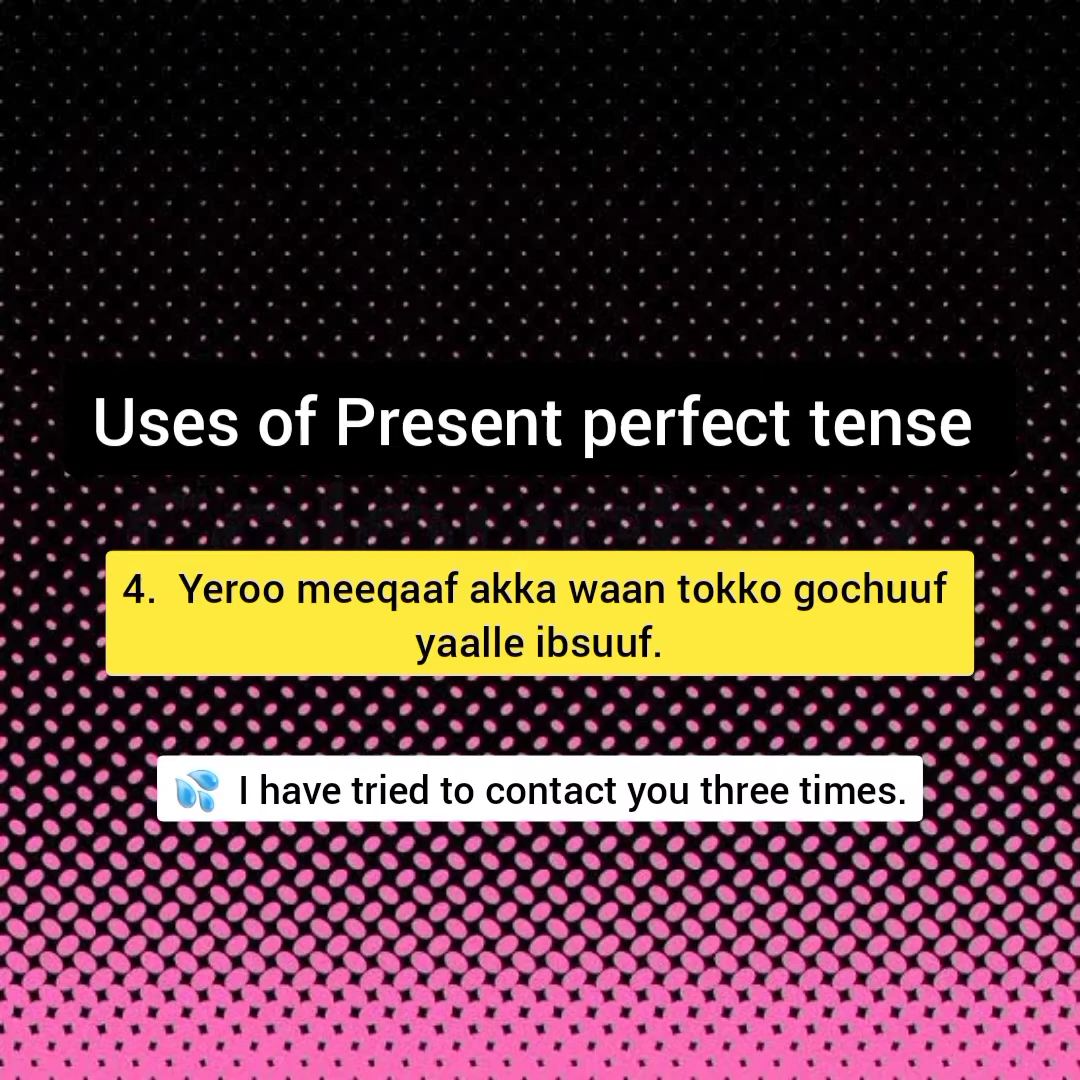 Uses of Present perfect tense
4. Yeroo meeqaaf akka waan tokko gochuuf
yaalle ibsuuf.
💦 I have tried to contact you three times.